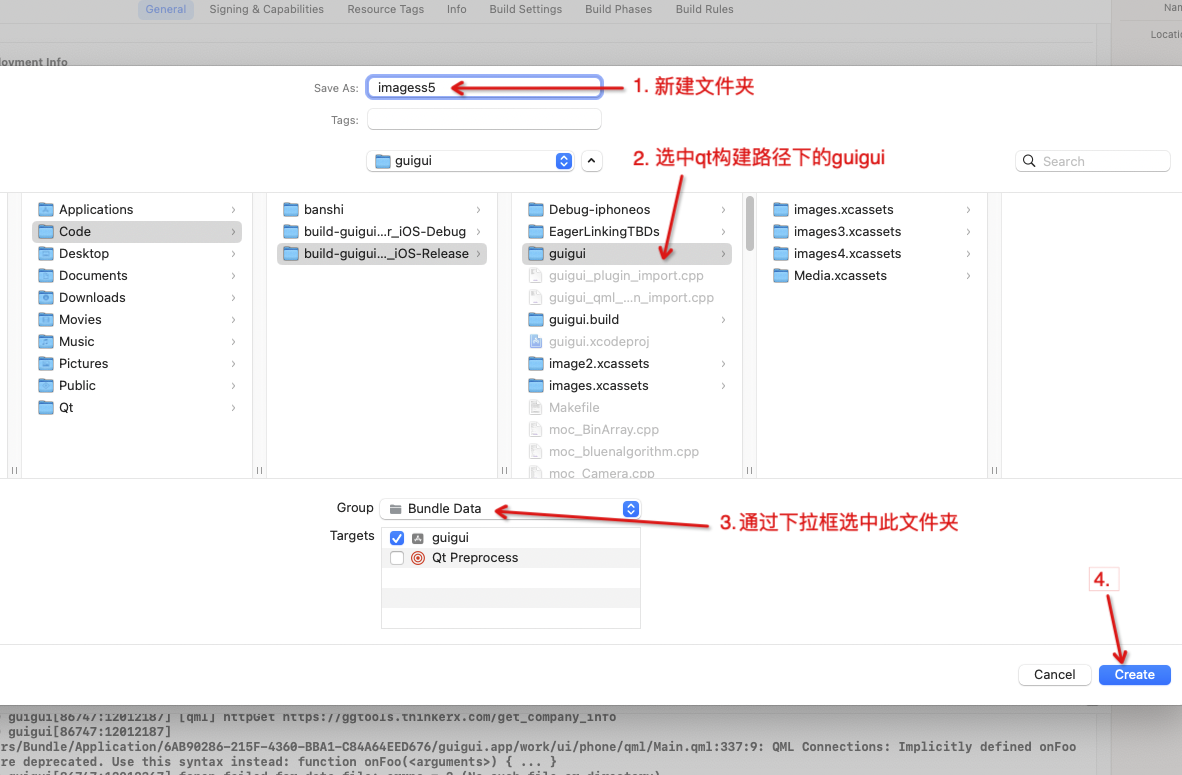 General Signing & Capabilities Resource Tags Info Build Settings Build Phases Build Rules
Save As: imagess5
1. 新建文件夹
Tags:
guigui
2. 选中qt构建路径下的guigui
Search
Applications
Code
Desktop
Documents
Downloads
Movies
Music
Pictures
Public
Qt
banshi
build-guigui...r_iOS-Debug
build-guigui..._iOS-Release
Debug-iphoneos
EagerLinkingTBDs
guigui
guigui_plugin_import.cpp
guigui_qml_...n_import.cpp
guigui.build
guigui.xcodeproj
image2.xcassets
images.xcassets
Makefile
moc_BinArray.cpp
moc_bluenalgorithm.cpp
moc_Camera.cpp
images.xcassets
images3.xcassets
images4.xcassets
Media.xcassets
Group Bundle Data
3.通过下拉框选中此文件夹
Targets guigui
Qt Preprocess
4.
Cancel Create
guigui[86747:12012187] [qml] httpGet https://ggtools.thinkerx.com/get_company_info
guigui[86747:12012187]
rs/Bundle/Application/6AB90286-215F-4360-BBA1-C84A64EED676/guigui.app/work/ui/phone/qml/Main.qml:337:9: QML Connections: Implicitly defined onFoo
re deprecated. Use this syntax instead: function onFoo(<arguments>) { ... }